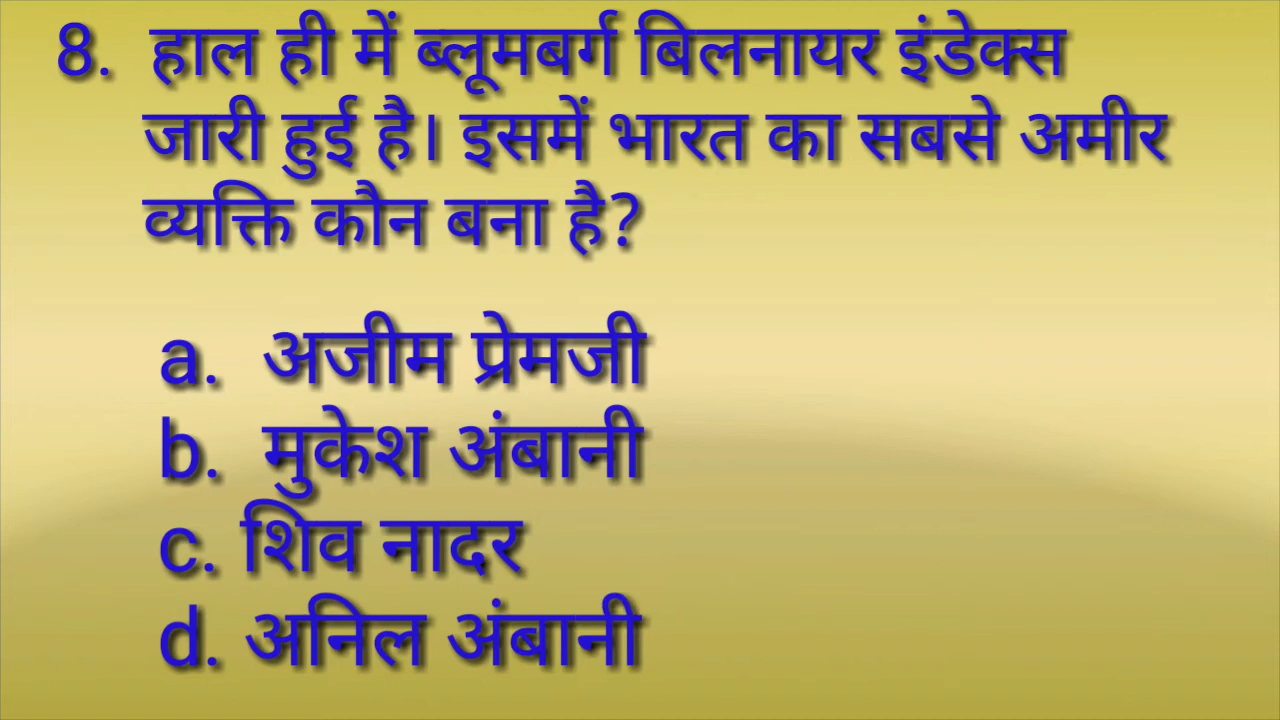 8. हाल ही में ब्लूमबर्ग बिलनायर इंडेक्स
जारी हुई है। इसमें भारत का सबसे अमीर
व्यक्ति कौन बना है?
a. अजीम प्रेमजी
b. मुकेश अंबानी
c. शिव नादर
d. अनिल अंबानी